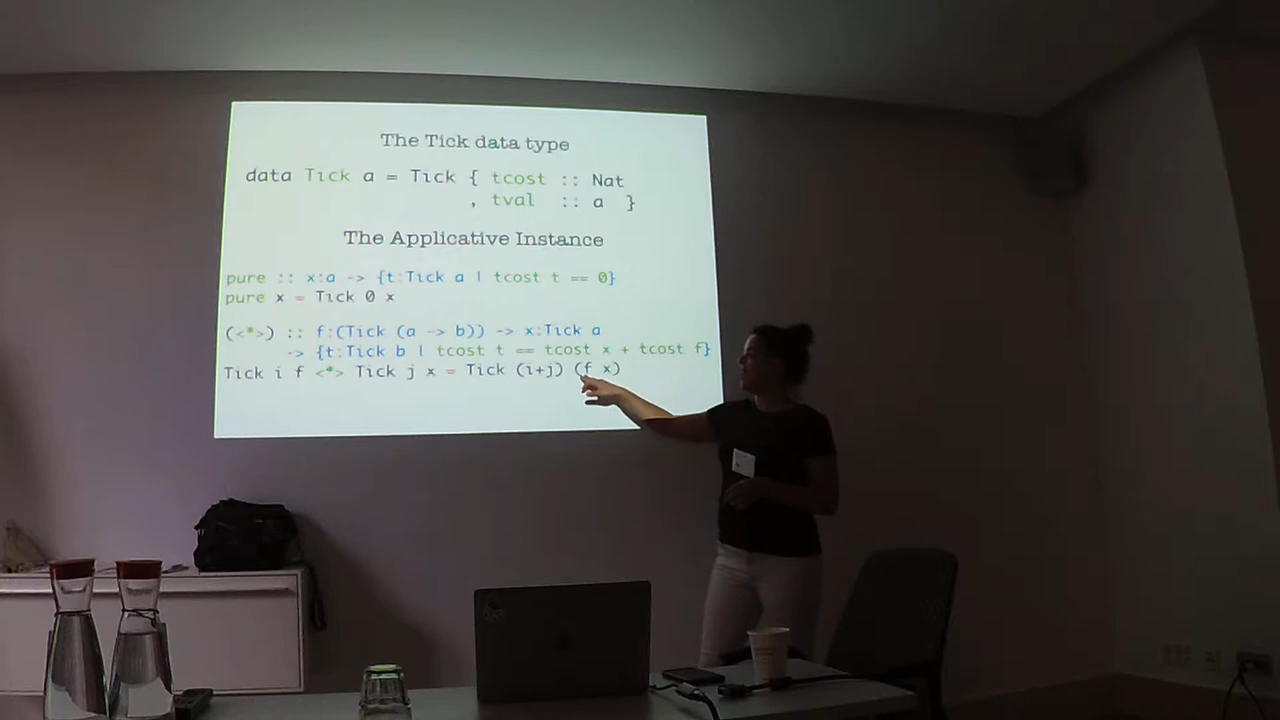 The Tick data type
data Tick a = Tick { tcost :: Nat
, tval :: a }
The Applicative Instance
pure :: x:a -> {t:Tick a | tcost t == 0}
pure x = Tick 0 x
(<*>) :: f:(Tick (a -> b)) -> x:Tick a
-> {t:Tick b | tcost t == tcost x + tcost f}
Tick i f <*> Tick j x = Tick (i+j) (f x)